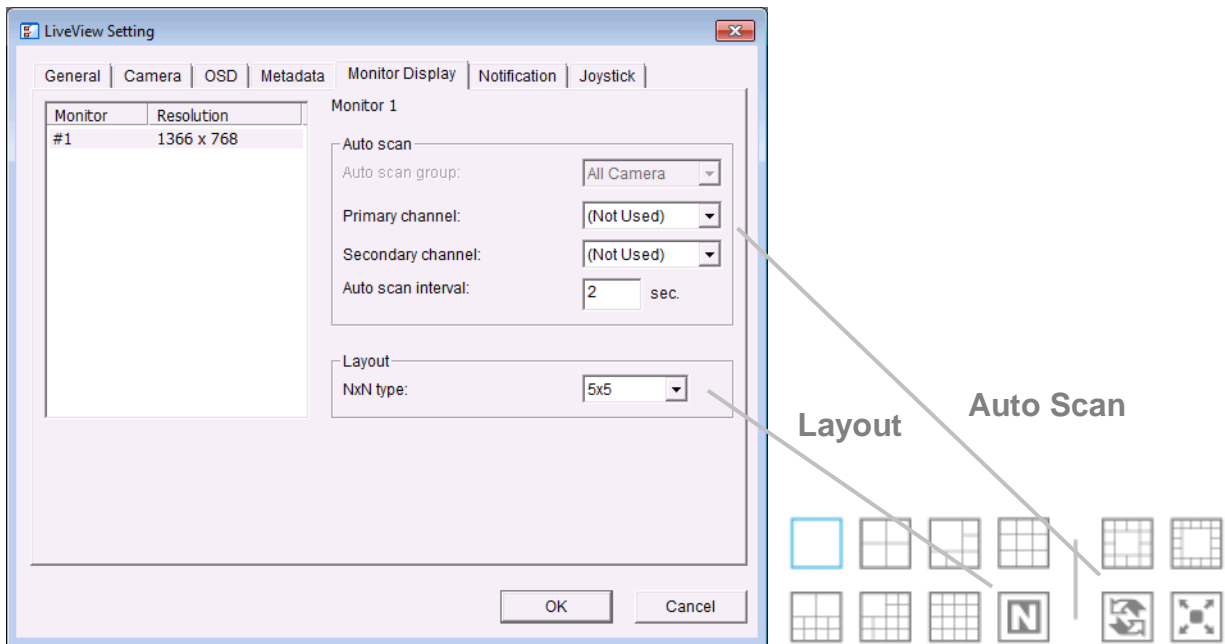 LiveView Setting
General Camera OSD Metadata Monitor Display Notification Joystick
Monitor Resolution
#1 1366 x 768
Monitor 1
Auto scan
Auto scan group: All Camera
Primary channel: (Not Used)
Secondary channel: (Not Used)
Auto scan interval: 2 sec.
Layout
NxN type: 5x5
OK Cancel
Layout
Auto Scan
N